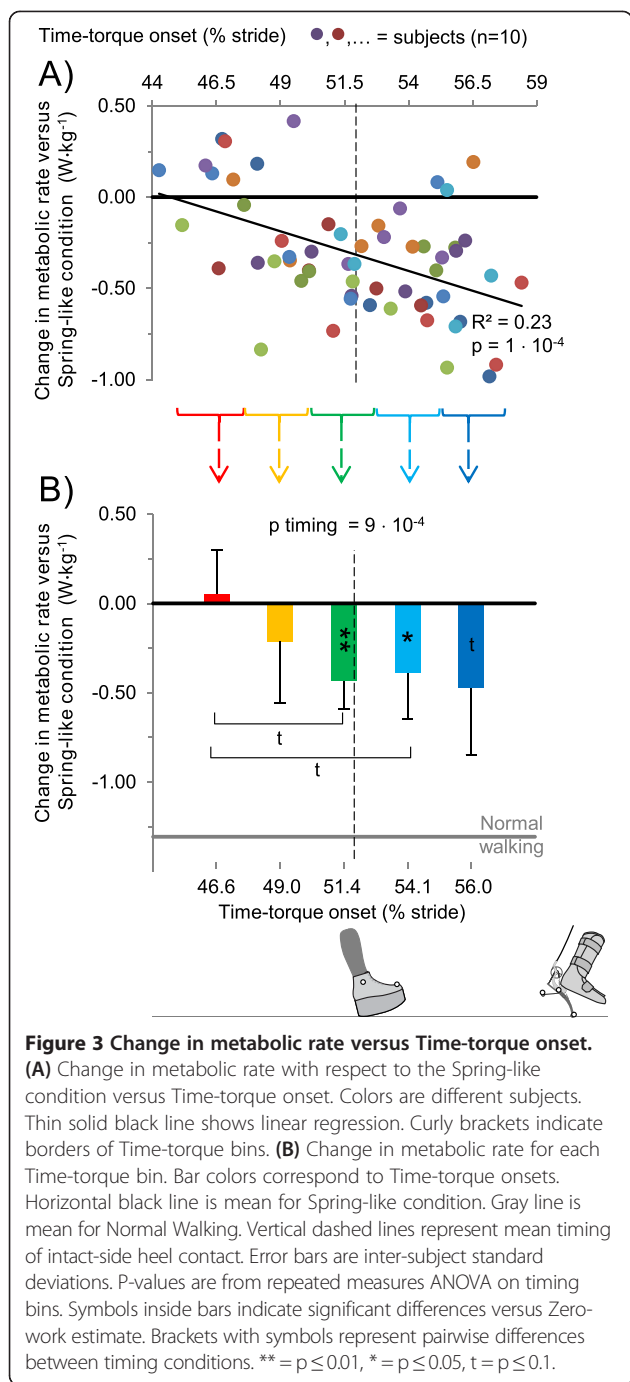 Time-torque onset (% stride) , ,... = subjects (n=10)
A)
44 46.5 49 51.5 54 56.5 59
Change in metabolic rate versus
Spring-like condition (W·kg⁻¹)
0.50
0.00
-0.50
-1.00
R² = 0.23
p = 1 · 10⁻⁴
B)
Change in metabolic rate versus
Spring-like condition (W·kg⁻¹)
0.50
0.00
-0.50
-1.00
p timing = 9 · 10⁻⁴
** * t
t
t
Normal
walking
46.6 49.0 51.4 54.1 56.0
Time-torque onset (% stride)
Figure 3 Change in metabolic rate versus Time-torque onset.
(A) Change in metabolic rate with respect to the Spring-like
condition versus Time-torque onset. Colors are different subjects.
Thin solid black line shows linear regression. Curly brackets indicate
borders of Time-torque bins. (B) Change in metabolic rate for each
Time-torque bin. Bar colors correspond to Time-torque onsets.
Horizontal black line is mean for Spring-like condition. Gray line is
mean for Normal Walking. Vertical dashed lines represent mean timing
of intact-side heel contact. Error bars are inter-subject standard
deviations. P-values are from repeated measures ANOVA on timing
bins. Symbols inside bars indicate significant differences versus Zero-
work estimate. Brackets with symbols represent pairwise differences
between timing conditions. ** = p ≤ 0.01, * = p ≤ 0.05, t = p ≤ 0.1.